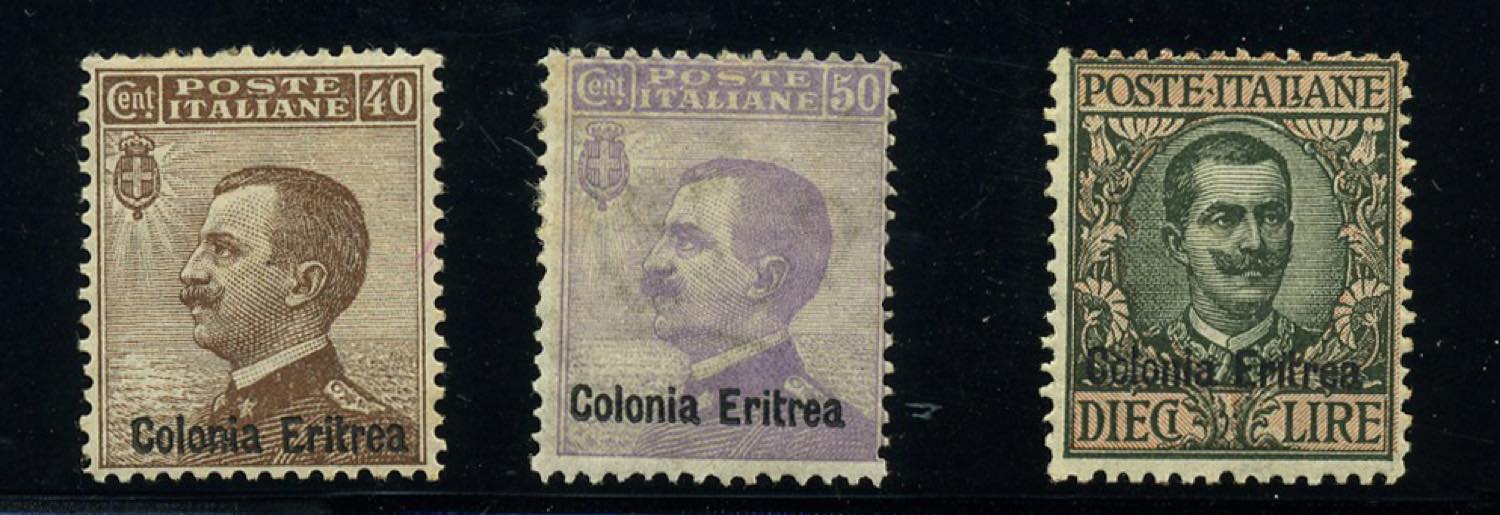 Cent. POSTE ITALIANE 40
Colonia Eritrea
Cent. POSTE ITALIANE 50
Colonia Eritrea
POSTE·ITALIANE
Colonia Eritrea
DIECI LIRE